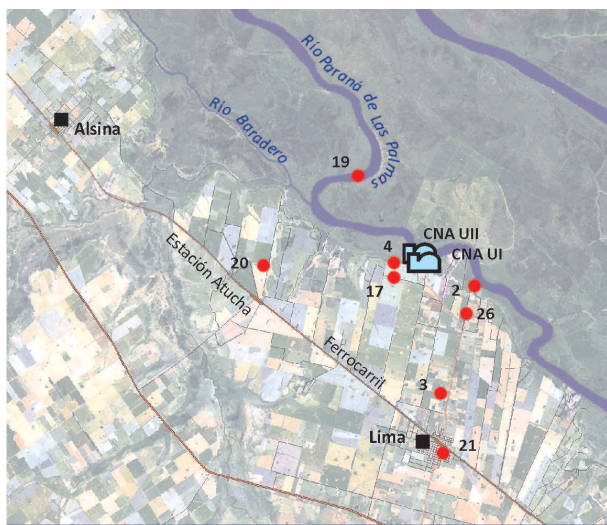 Río Paraná de Las Palmas
Río Baradero
Alsina
19
CNA UII
CNA UI
4
20
17
2
26
Estación Atucha
Ferrocarril
3
Lima
21